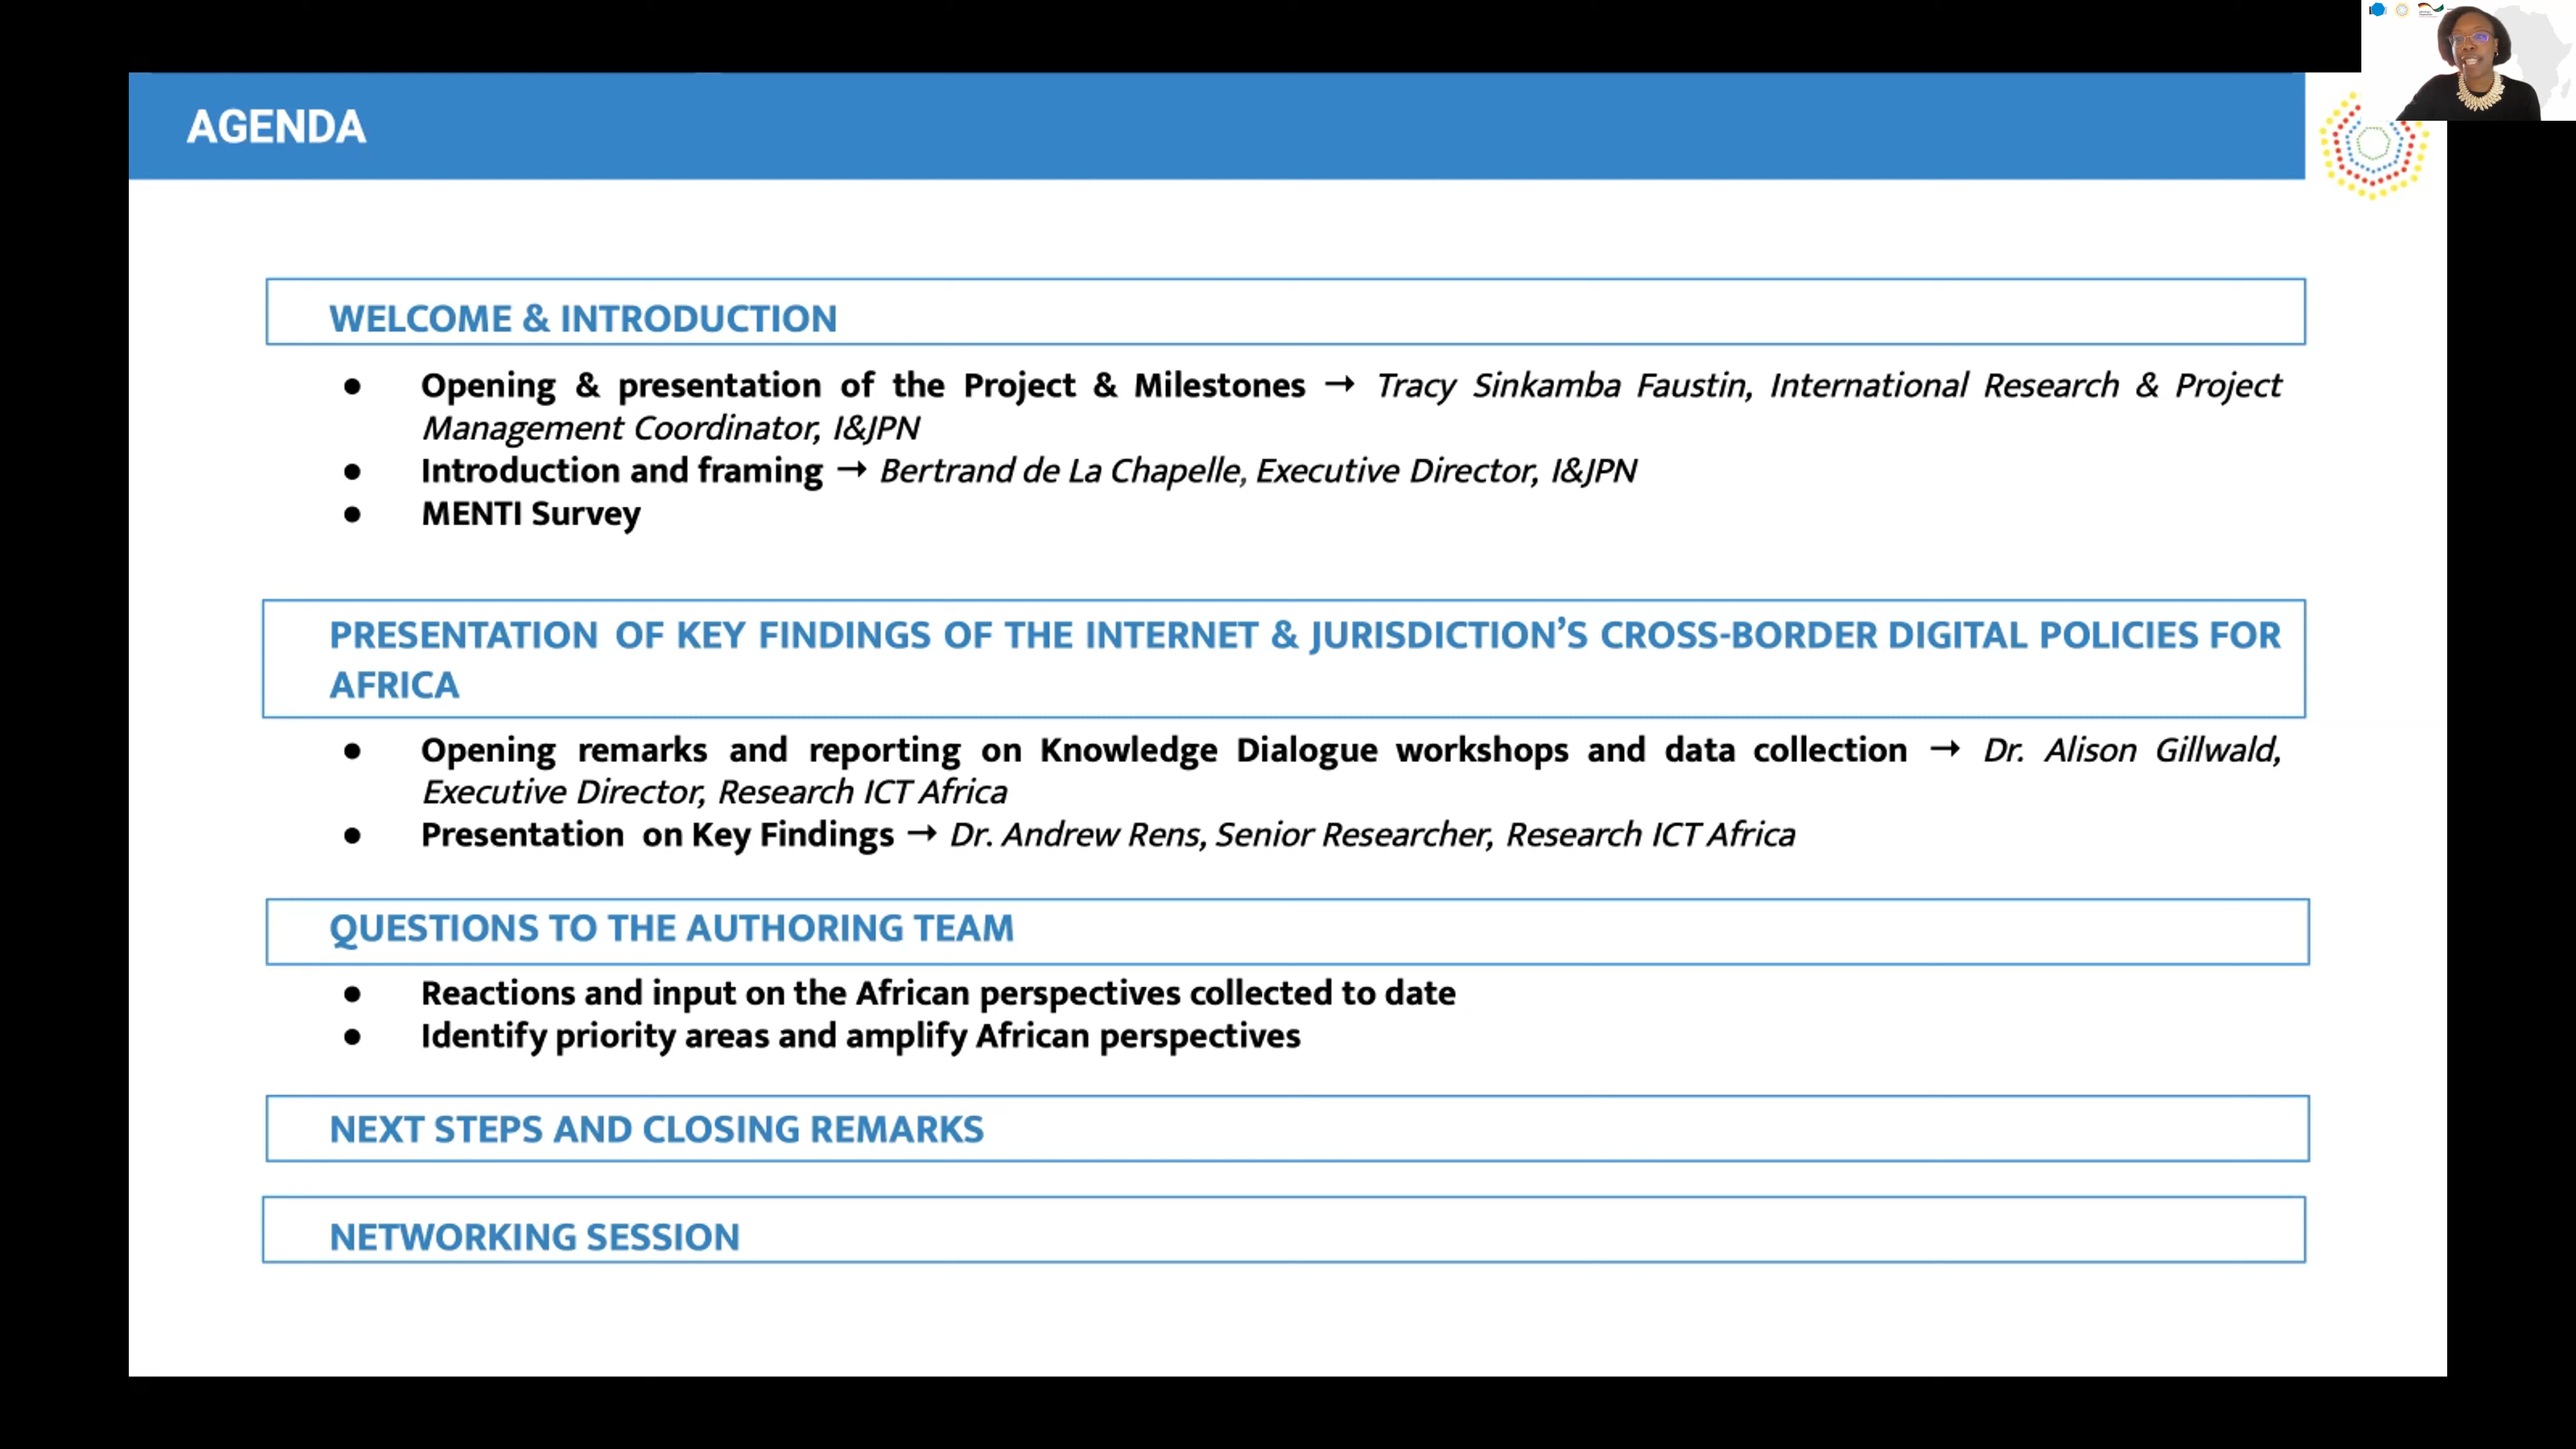 AGENDA
WELCOME & INTRODUCTION
● Opening & presentation of the Project & Milestones → Tracy Sinkamba Faustin, International Research & Project
Management Coordinator, I&JPN
● Introduction and framing → Bertrand de La Chapelle, Executive Director, I&JPN
● MENTI Survey
PRESENTATION OF KEY FINDINGS OF THE INTERNET & JURISDICTION’S CROSS-BORDER DIGITAL POLICIES FOR
AFRICA
● Opening remarks and reporting on Knowledge Dialogue workshops and data collection → Dr. Alison Gillwald,
Executive Director, Research ICT Africa
● Presentation on Key Findings → Dr. Andrew Rens, Senior Researcher, Research ICT Africa
QUESTIONS TO THE AUTHORING TEAM
● Reactions and input on the African perspectives collected to date
● Identify priority areas and amplify African perspectives
NEXT STEPS AND CLOSING REMARKS
NETWORKING SESSION